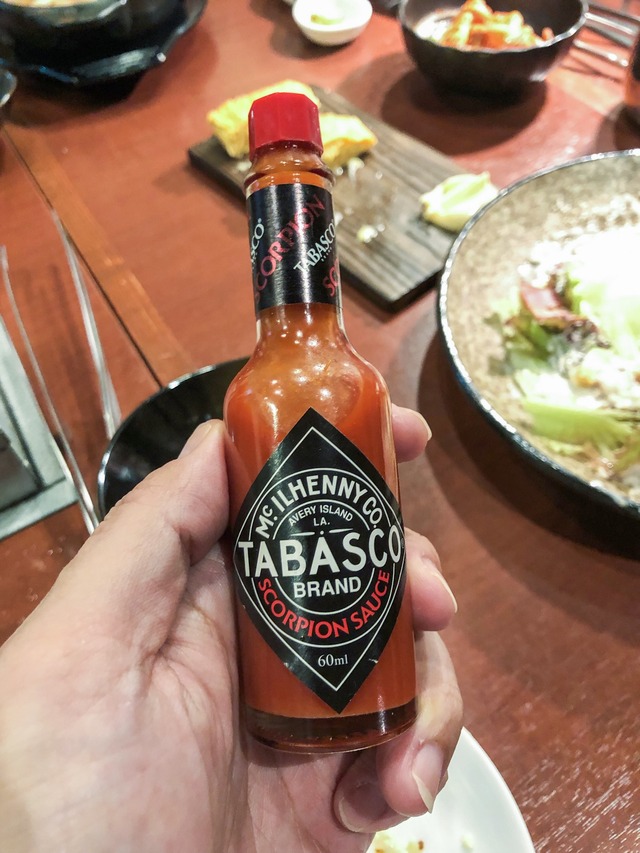 SCORPION
TABASCO
McILHENNY CO.
AVERY ISLAND
LA.
TABASCO
BRAND
SCORPION SAUCE
60ml